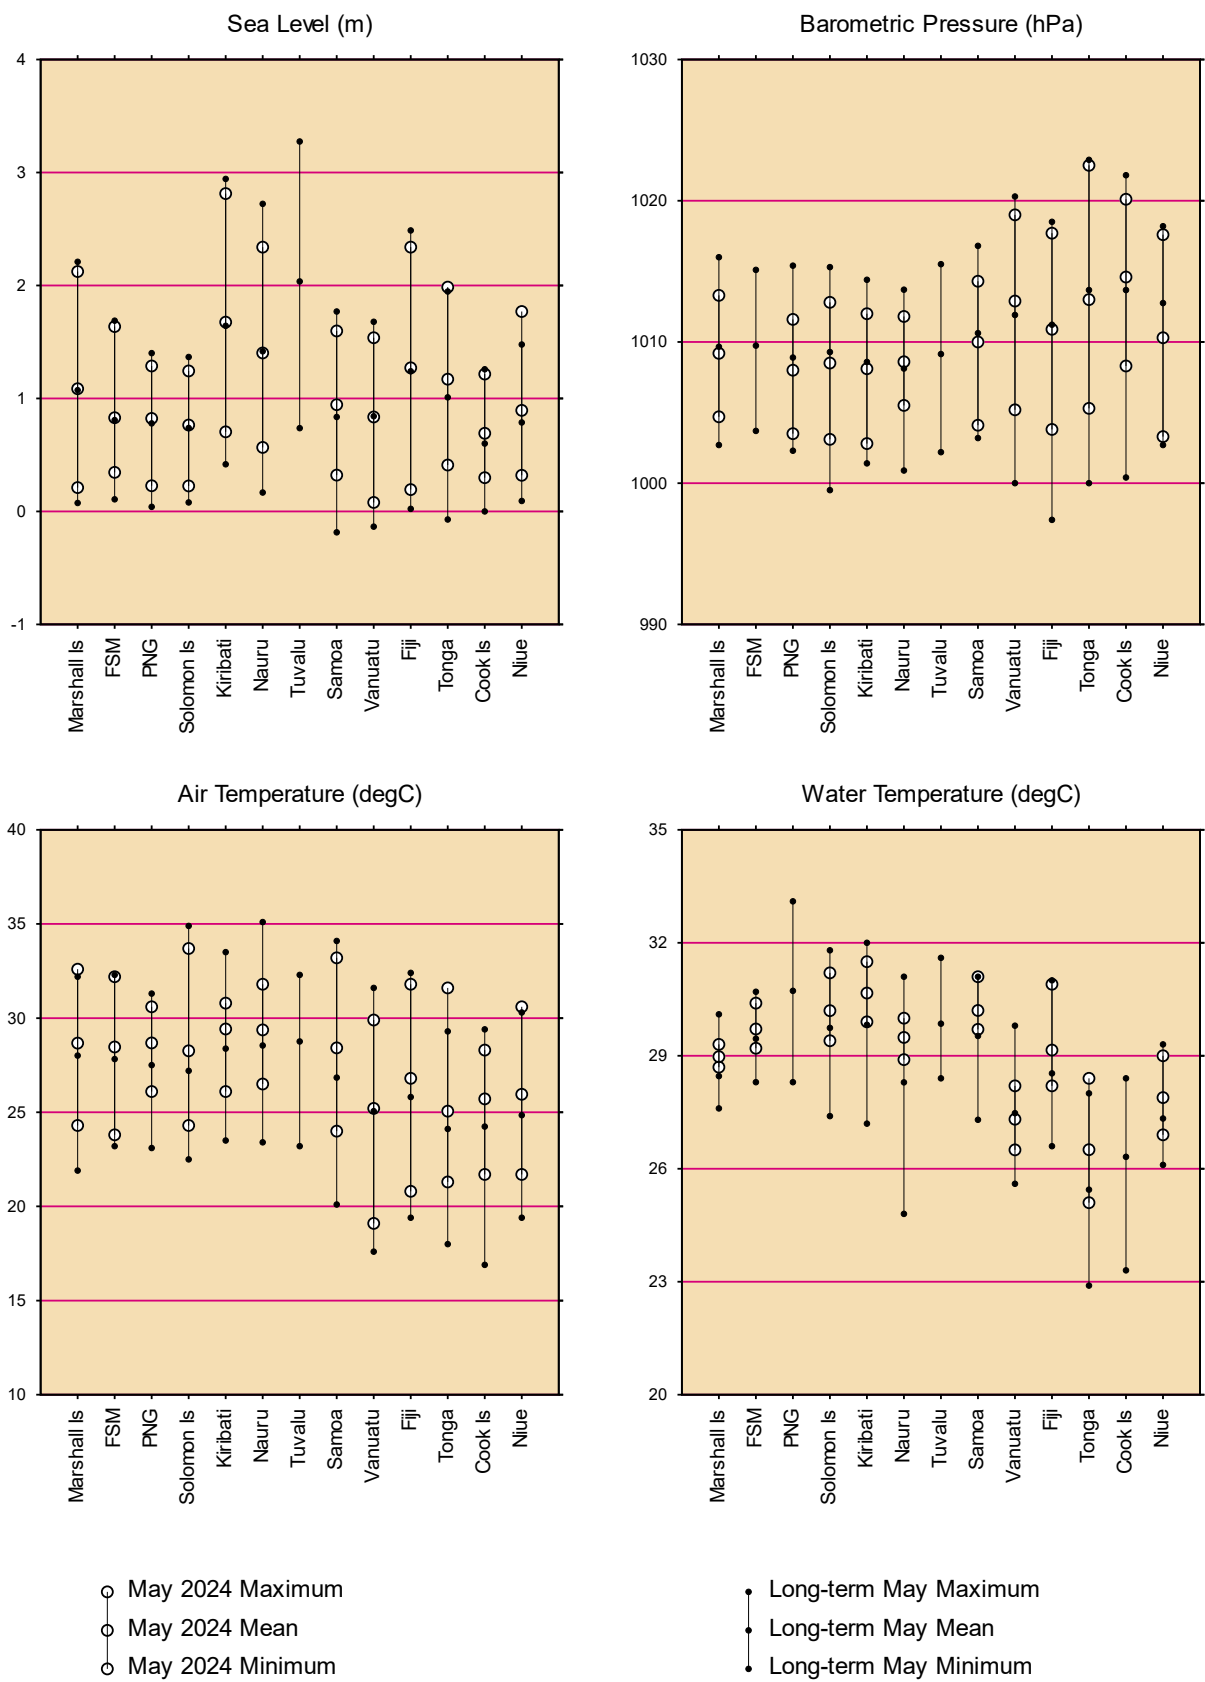 Sea Level (m)
4
3
2
1
0
-1
Marshall Is
FSM
PNG
Solomon Is
Kiribati
Nauru
Tuvalu
Samoa
Vanuatu
Fiji
Tonga
Cook Is
Niue
Barometric Pressure (hPa)
1030
1020
1010
1000
990
Marshall Is
FSM
PNG
Solomon Is
Kiribati
Nauru
Tuvalu
Samoa
Vanuatu
Fiji
Tonga
Cook Is
Niue
Air Temperature (degC)
40
35
30
25
20
15
10
Marshall Is
FSM
PNG
Solomon Is
Kiribati
Nauru
Tuvalu
Samoa
Vanuatu
Fiji
Tonga
Cook Is
Niue
Water Temperature (degC)
35
32
29
26
23
20
Marshall Is
FSM
PNG
Solomon Is
Kiribati
Nauru
Tuvalu
Samoa
Vanuatu
Fiji
Tonga
Cook Is
Niue
May 2024 Maximum
May 2024 Mean
May 2024 Minimum
Long-term May Maximum
Long-term May Mean
Long-term May Minimum